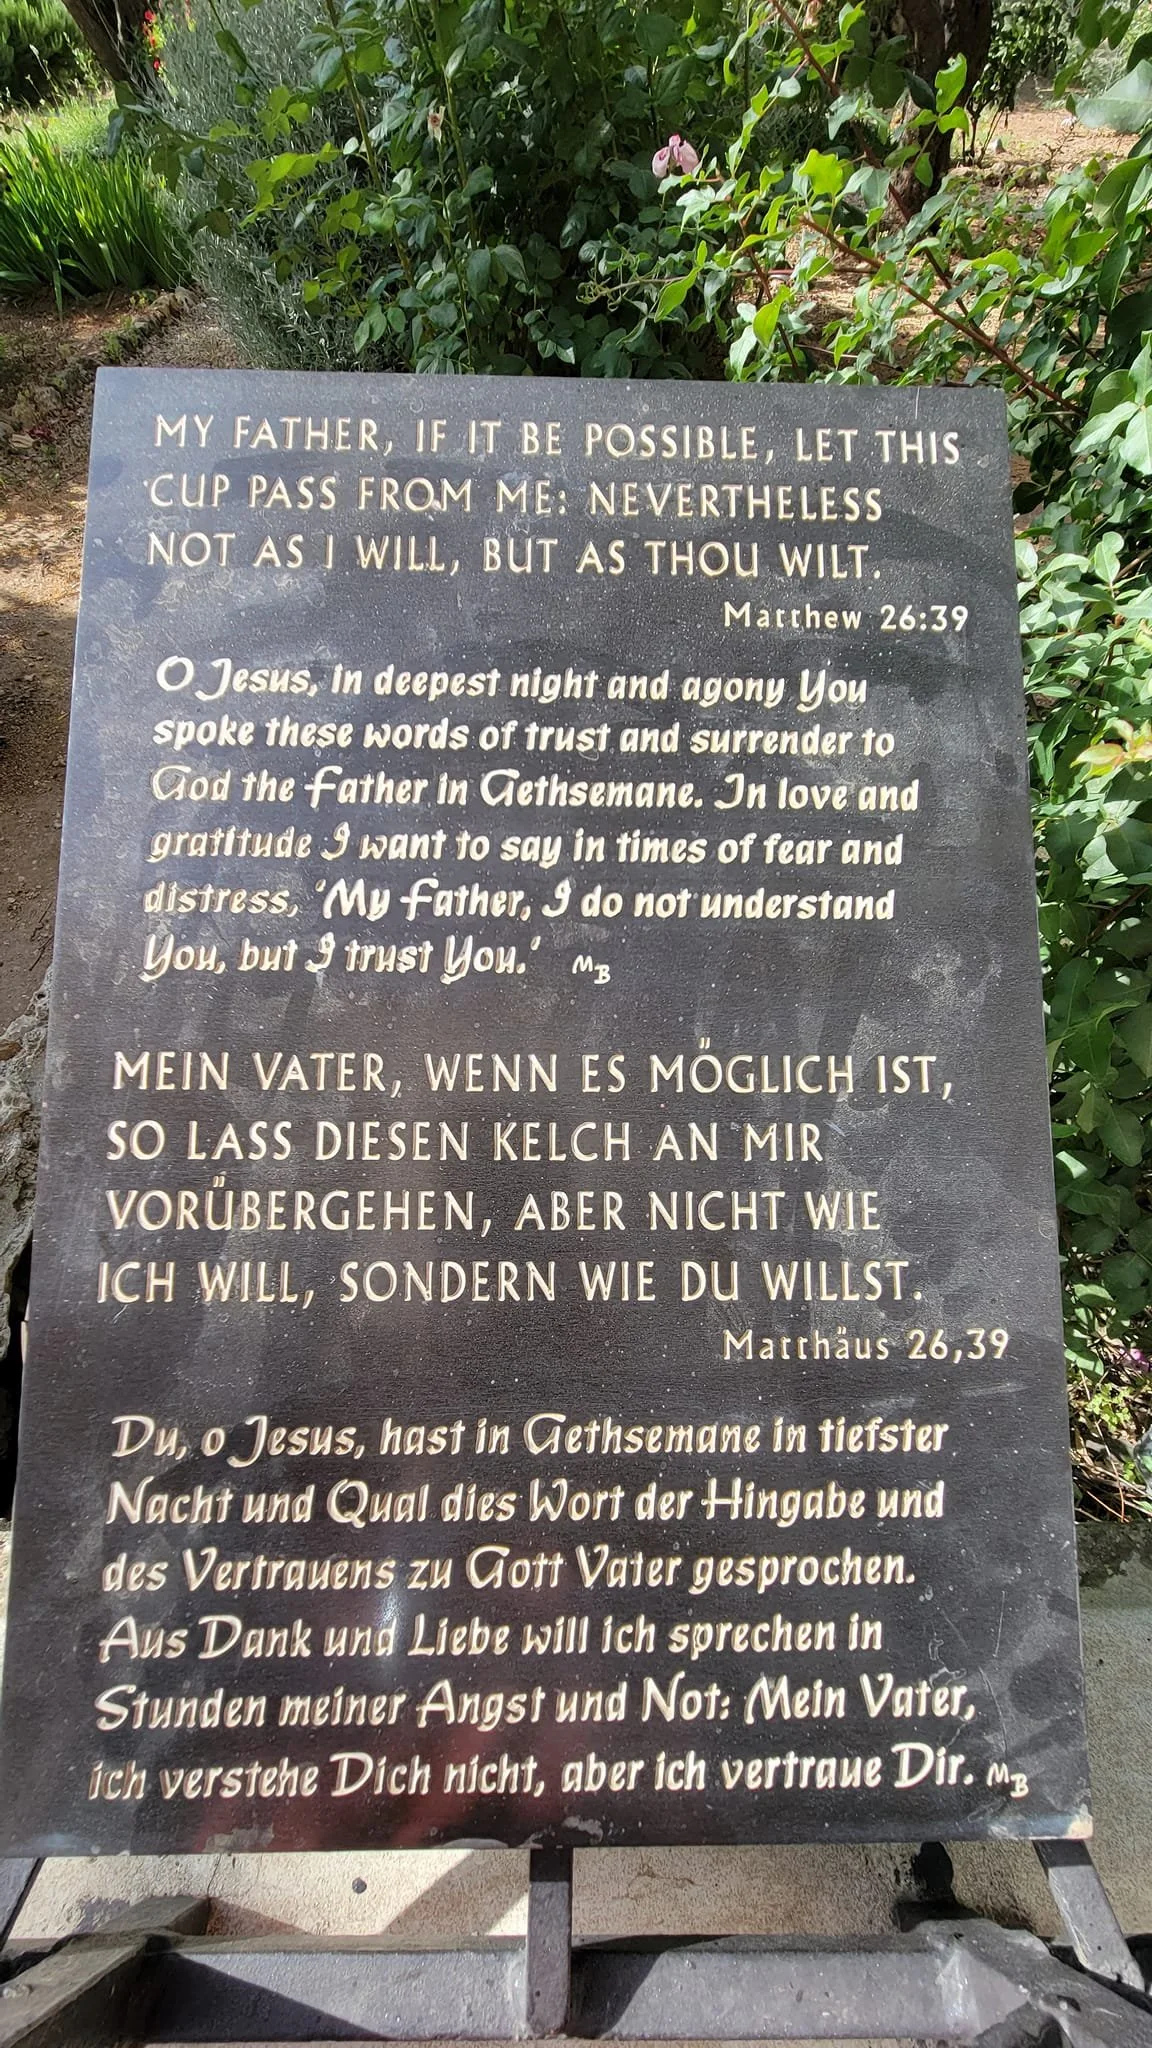 MY FATHER, IF IT BE POSSIBLE, LET THIS
CUP PASS FROM ME: NEVERTHELESS
NOT AS I WILL, BUT AS THOU WILT.
Matthew 26:39
O Jesus, in deepest night and agony You
spoke these words of trust and surrender to
God the Father in Gethsemane. In love and
gratitude I want to say in times of fear and
distress, 'My Father, I do not understand
You, but I trust You.' MB
MEIN VATER, WENN ES MÖGLICH IST,
SO LASS DIESEN KELCH AN MIR
VORÜBERGEHEN, ABER NICHT WIE
ICH WILL, SONDERN WIE DU WILLST.
Matthäus 26,39
Du, o Jesus, hast in Gethsemane in tiefster
Nacht und Qual dies Wort der Hingabe und
des Vertrauens zu Gott Vater gesprochen.
Aus Dank und Liebe will ich sprechen in
Stunden meiner Angst und Not: Mein Vater,
ich verstehe Dich nicht, aber ich vertraue Dir. MB